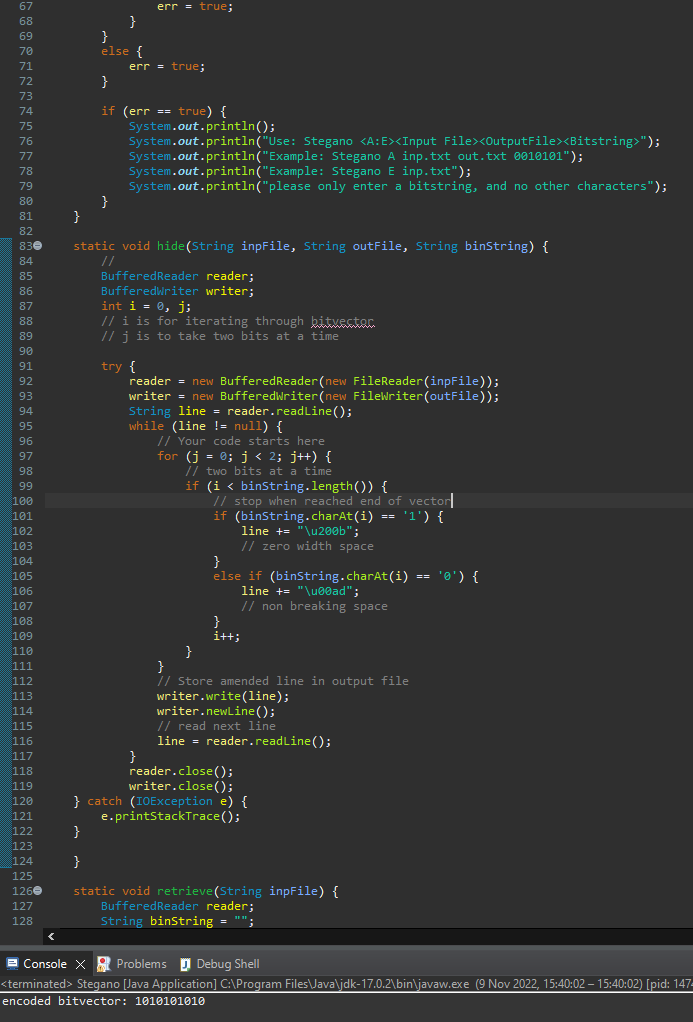 67 err = true;
68 }
69 }
70 else {
71 err = true;
72 }
73
74 if (err == true) {
75 System.out.println();
76 System.out.println("Use: Stegano <A:E><Input File><OutputFile><Bitstring>");
77 System.out.println("Example: Stegano A inp.txt out.txt 0010101");
78 System.out.println("Example: Stegano E inp.txt");
79 System.out.println("please only enter a bitstring, and no other characters");
80 }
81 }
82
83 static void hide(String inpFile, String outFile, String binString) {
84 //
85 BufferedReader reader;
86 BufferedWriter writer;
87 int i = 0, j;
88 // i is for iterating through bitvector
89 // j is to take two bits at a time
90
91 try {
92 reader = new BufferedReader(new FileReader(inpFile));
93 writer = new BufferedWriter(new FileWriter(outFile));
94 String line = reader.readLine();
95 while (line != null) {
96 // Your code starts here
97 for (j = 0; j < 2; j++) {
98 // two bits at a time
99 if (i < binString.length()) {
100 // stop when reached end of vector
101 if (binString.charAt(i) == '1') {
102 line += "\u200b";
103 // zero width space
104 }
105 else if (binString.charAt(i) == '0') {
106 line += "\u00ad";
107 // non breaking space
108 }
109 i++;
110 }
111 }
112 // Store amended line in output file
113 writer.write(line);
114 writer.newLine();
115 // read next line
116 line = reader.readLine();
117 }
118 reader.close();
119 writer.close();
120 } catch (IOException e) {
121 e.printStackTrace();
122 }
123
124 }
125
126 static void retrieve(String inpFile) {
127 BufferedReader reader;
128 String binString = "";
Console Problems Debug Shell
<terminated> Stegano [Java Application] C:\Program Files\Java\jdk-17.0.2\bin\javaw.exe (9 Nov 2022, 15:40:02 – 15:40:02) [pid: 147
encoded bitvector: 1010101010